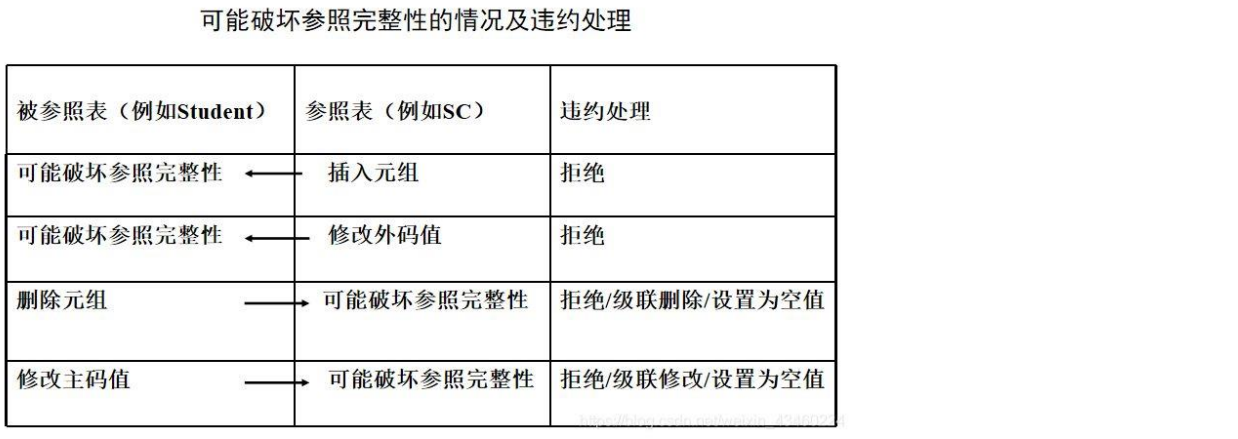 可能破坏参照完整性的情况及违约处理
被参照表（例如Student） 参照表（例如SC） 违约处理
可能破坏参照完整性 插入元组 拒绝
可能破坏参照完整性 修改外码值 拒绝
删除元组 可能破坏参照完整性 拒绝/级联删除/设置为空值
修改主码值 可能破坏参照完整性 拒绝/级联修改/设置为空值